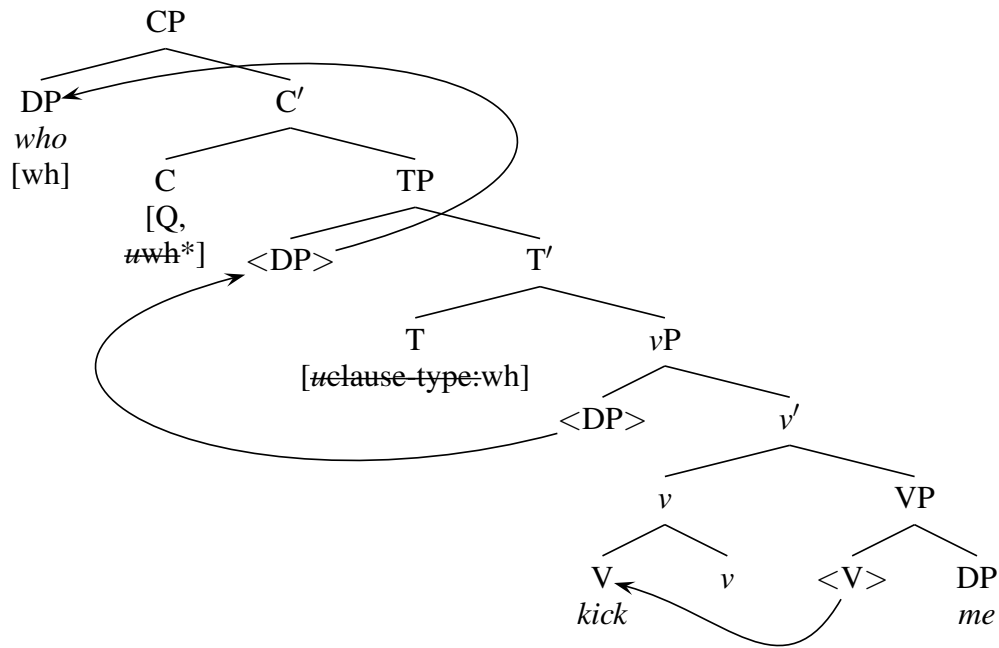 CP
DP C′
who
[wh]
C TP
[Q,
uwh*]
<DP> T′
T vP
[uclause-type:wh]
<DP> v′
v VP
V v <V> DP
kick me